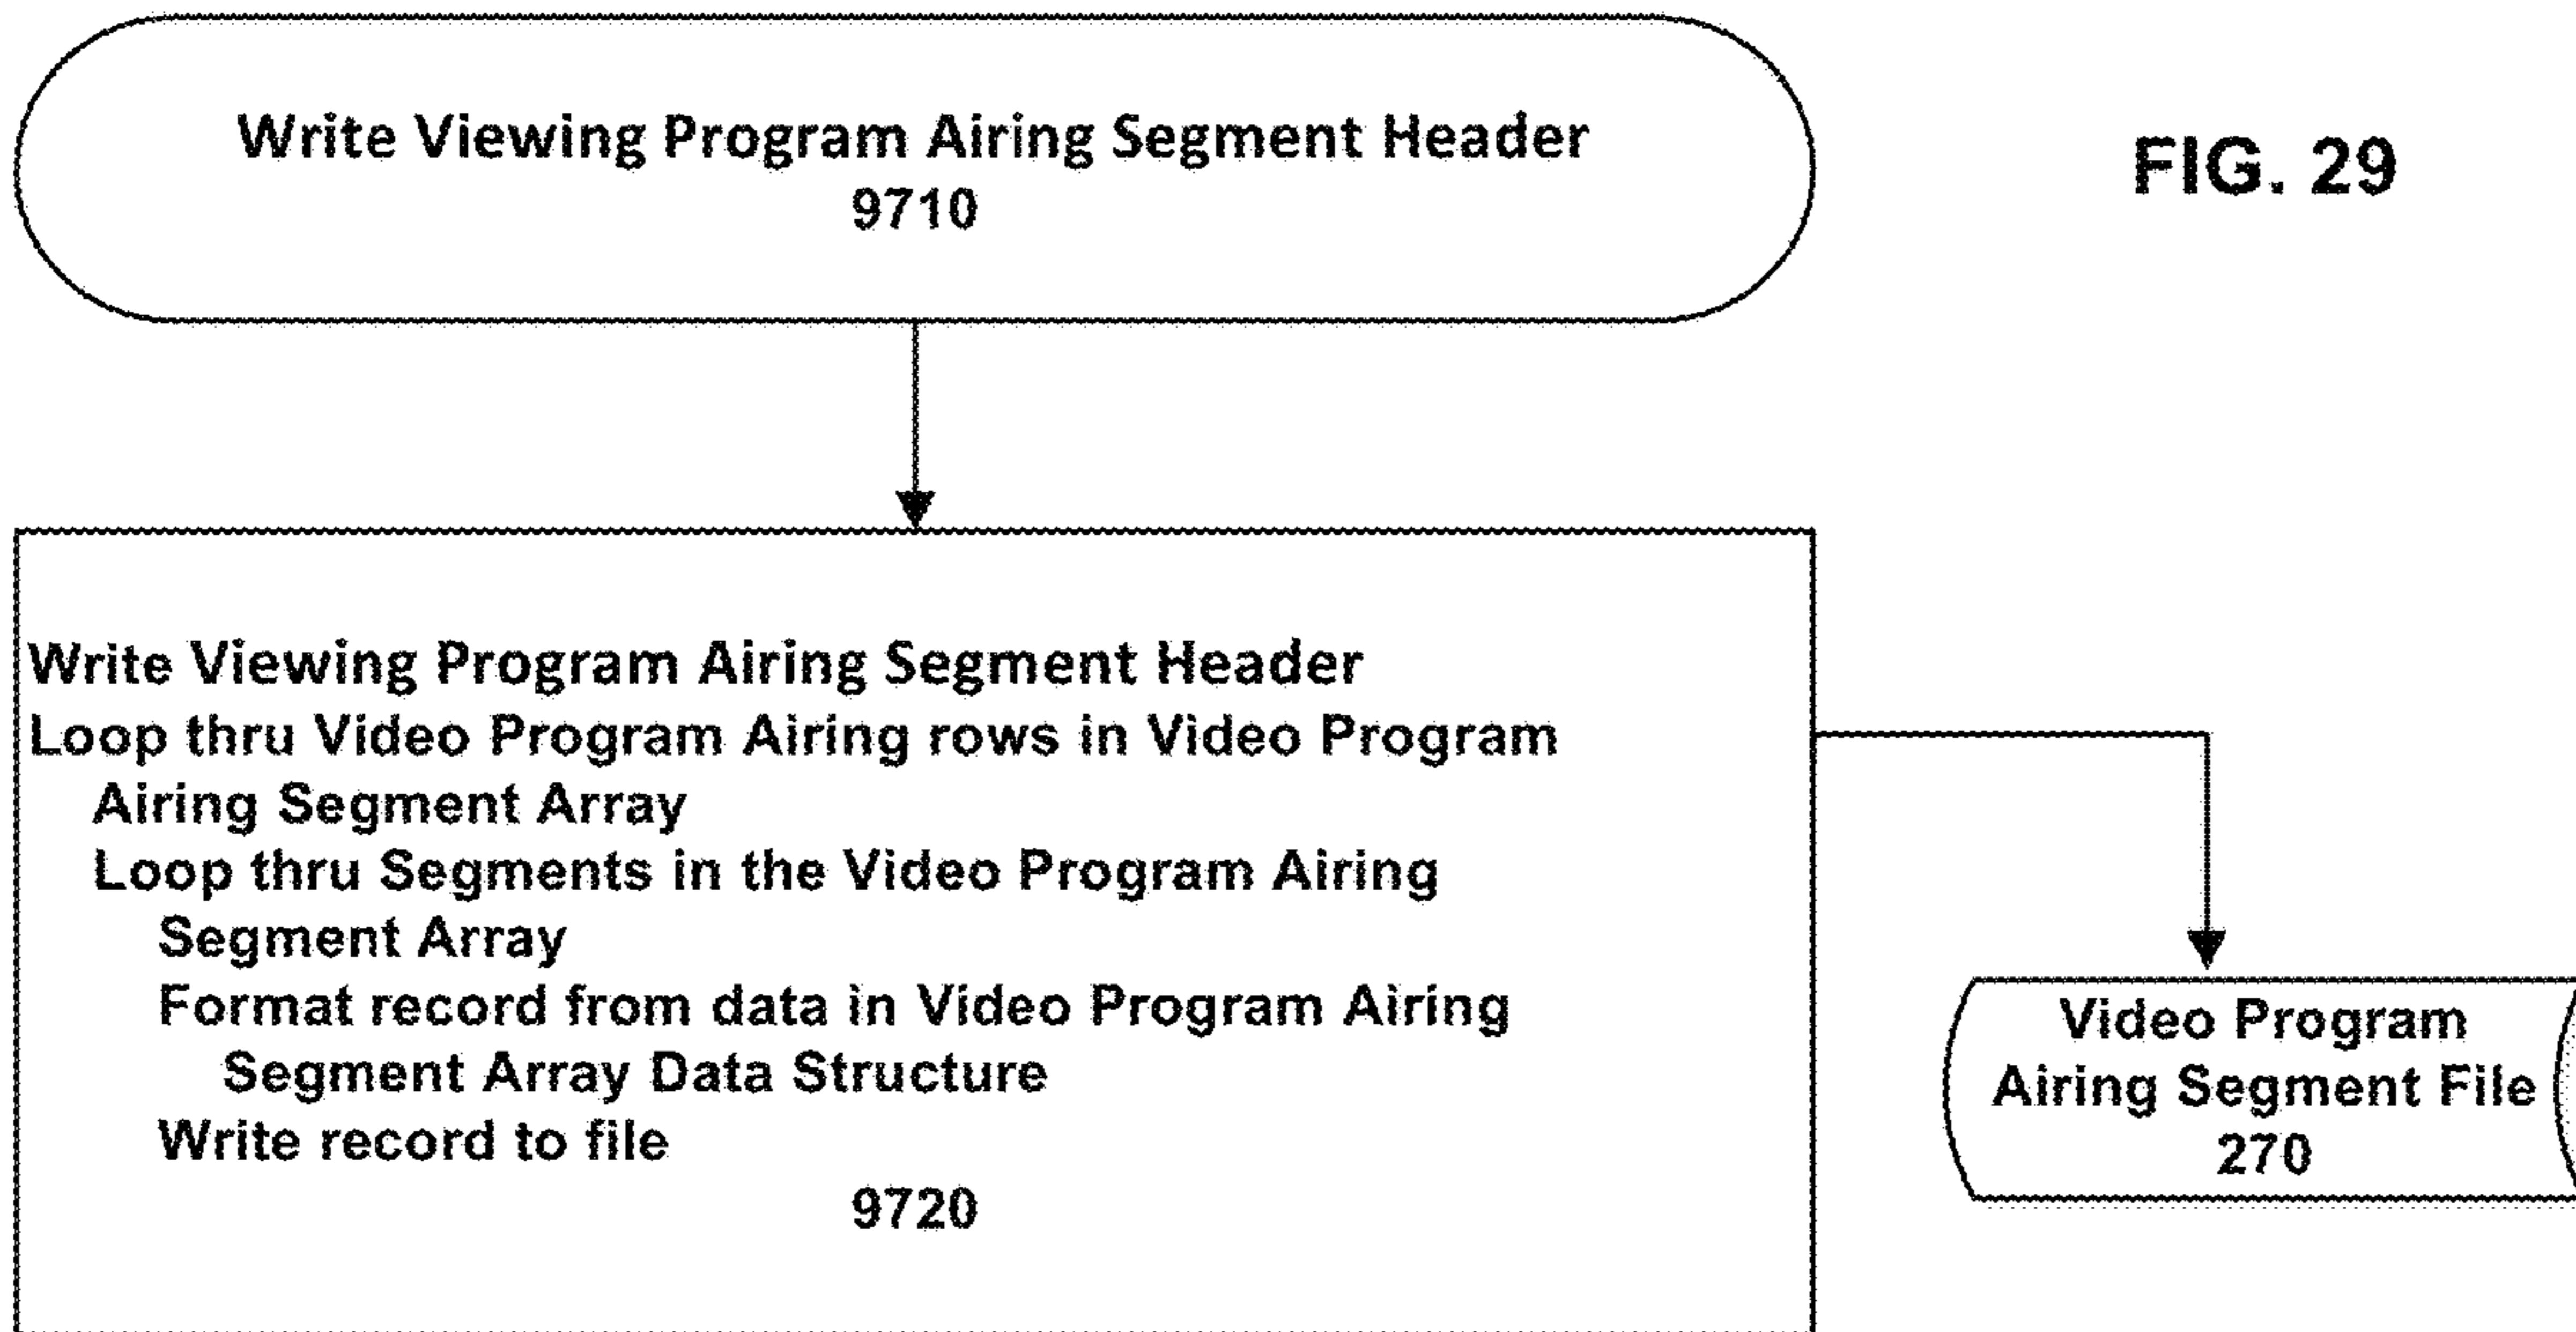 Write Viewing Program Airing Segment Header
9710
FIG. 29
Write Viewing Program Airing Segment Header
Loop thru Video Program Airing rows in Video Program
Airing Segment Array
Loop thru Segments in the Video Program Airing
Segment Array
Format record from data in Video Program Airing
Segment Array Data Structure
Write record to file
9720
Video Program
Airing Segment File
270